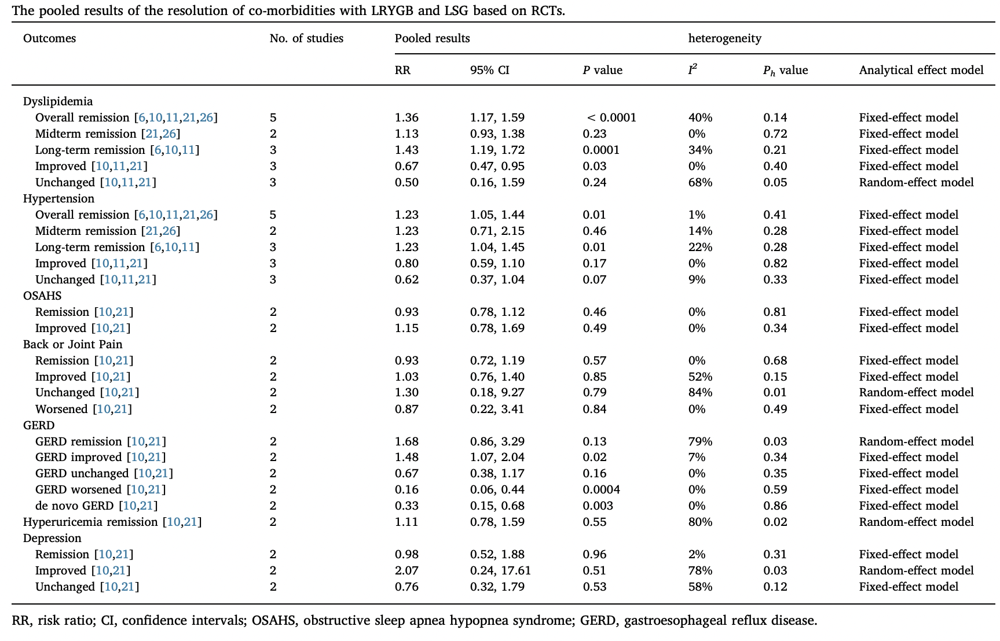 The pooled results of the resolution of co-morbidities with LRYGB and LSG based on RCTs.
Outcomes No. of studies Pooled results heterogeneity
RR 95% CI P value I² Pₕ value Analytical effect model
Dyslipidemia
Overall remission [6,10,11,21,26] 5 1.36 1.17, 1.59 < 0.0001 40% 0.14 Fixed-effect model
Midterm remission [21,26] 2 1.13 0.93, 1.38 0.23 0% 0.72 Fixed-effect model
Long-term remission [6,10,11] 3 1.43 1.19, 1.72 0.0001 34% 0.21 Fixed-effect model
Improved [10,11,21] 3 0.67 0.47, 0.95 0.03 0% 0.40 Fixed-effect model
Unchanged [10,11,21] 3 0.50 0.16, 1.59 0.24 68% 0.05 Random-effect model
Hypertension
Overall remission [6,10,11,21,26] 5 1.23 1.05, 1.44 0.01 1% 0.41 Fixed-effect model
Midterm remission [21,26] 2 1.23 0.71, 2.15 0.46 14% 0.28 Fixed-effect model
Long-term remission [6,10,11] 3 1.23 1.04, 1.45 0.01 22% 0.28 Fixed-effect model
Improved [10,11,21] 3 0.80 0.59, 1.10 0.17 0% 0.82 Fixed-effect model
Unchanged [10,11,21] 3 0.62 0.37, 1.04 0.07 9% 0.33 Fixed-effect model
OSAHS
Remission [10,21] 2 0.93 0.78, 1.12 0.46 0% 0.81 Fixed-effect model
Improved [10,21] 2 1.15 0.78, 1.69 0.49 0% 0.34 Fixed-effect model
Back or Joint Pain
Remission [10,21] 2 0.93 0.72, 1.19 0.57 0% 0.68 Fixed-effect model
Improved [10,21] 2 1.03 0.76, 1.40 0.85 52% 0.15 Fixed-effect model
Unchanged [10,21] 2 1.30 0.18, 9.27 0.79 84% 0.01 Random-effect model
Worsened [10,21] 2 0.87 0.22, 3.41 0.84 0% 0.49 Fixed-effect model
GERD
GERD remission [10,21] 2 1.68 0.86, 3.29 0.13 79% 0.03 Random-effect model
GERD improved [10,21] 2 1.48 1.07, 2.04 0.02 7% 0.34 Fixed-effect model
GERD unchanged [10,21] 2 0.67 0.38, 1.17 0.16 0% 0.35 Fixed-effect model
GERD worsened [10,21] 2 0.16 0.06, 0.44 0.0004 0% 0.59 Fixed-effect model
de novo GERD [10,21] 2 0.33 0.15, 0.68 0.003 0% 0.86 Fixed-effect model
Hyperuricemia remission [10,21] 2 1.11 0.78, 1.59 0.55 80% 0.02 Random-effect model
Depression
Remission [10,21] 2 0.98 0.52, 1.88 0.96 2% 0.31 Fixed-effect model
Improved [10,21] 2 2.07 0.24, 17.61 0.51 78% 0.03 Random-effect model
Unchanged [10,21] 2 0.76 0.32, 1.79 0.53 58% 0.12 Fixed-effect model
RR, risk ratio; CI, confidence intervals; OSAHS, obstructive sleep apnea hypopnea syndrome; GERD, gastroesophageal reflux disease.